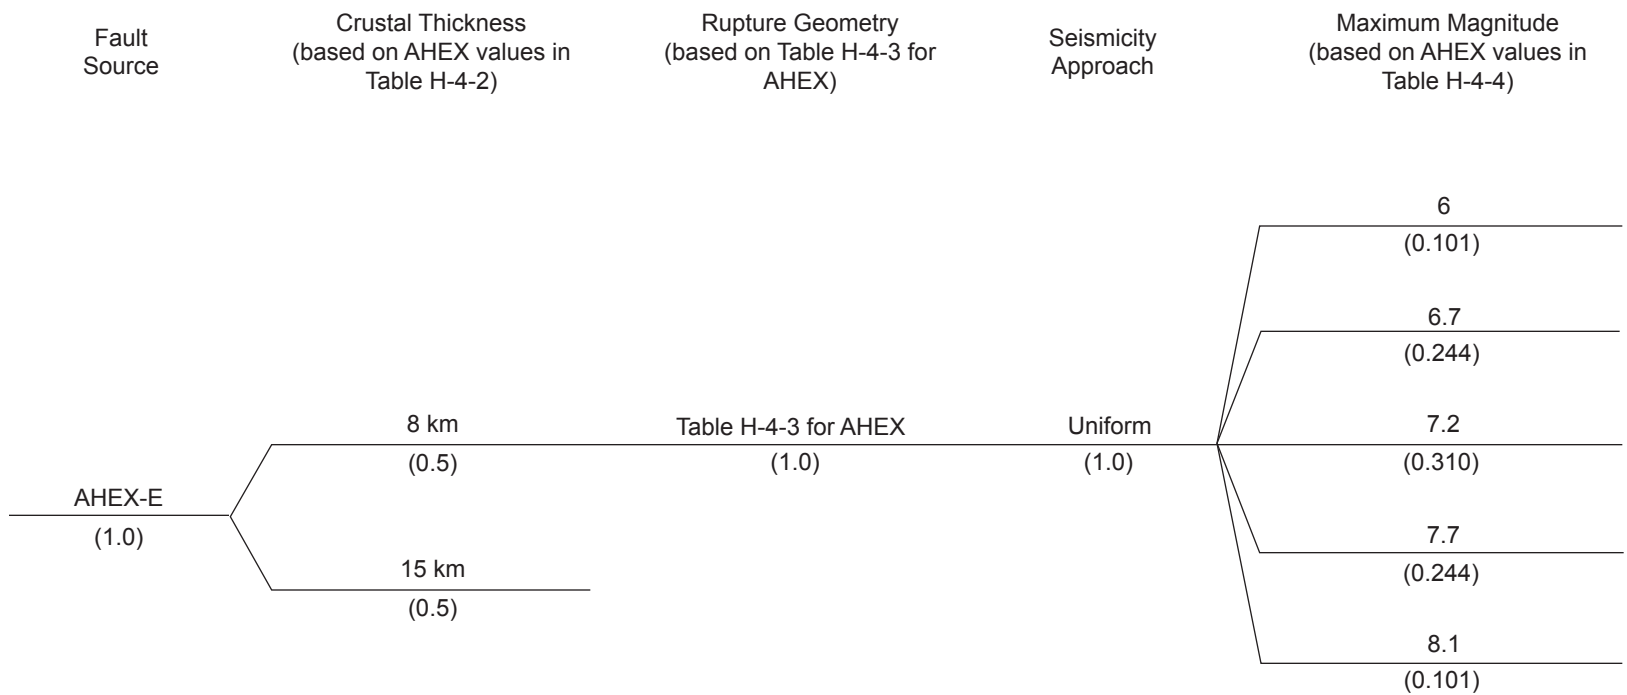 Fault
Source
Crustal Thickness
(based on AHEX values in
Table H-4-2)
Rupture Geometry
(based on Table H-4-3 for
AHEX)
Seismicity
Approach
Maximum Magnitude
(based on AHEX values in
Table H-4-4)
AHEX-E
(1.0)
8 km
(0.5)
15 km
(0.5)
Table H-4-3 for AHEX
(1.0)
Uniform
(1.0)
6
(0.101)
6.7
(0.244)
7.2
(0.310)
7.7
(0.244)
8.1
(0.101)